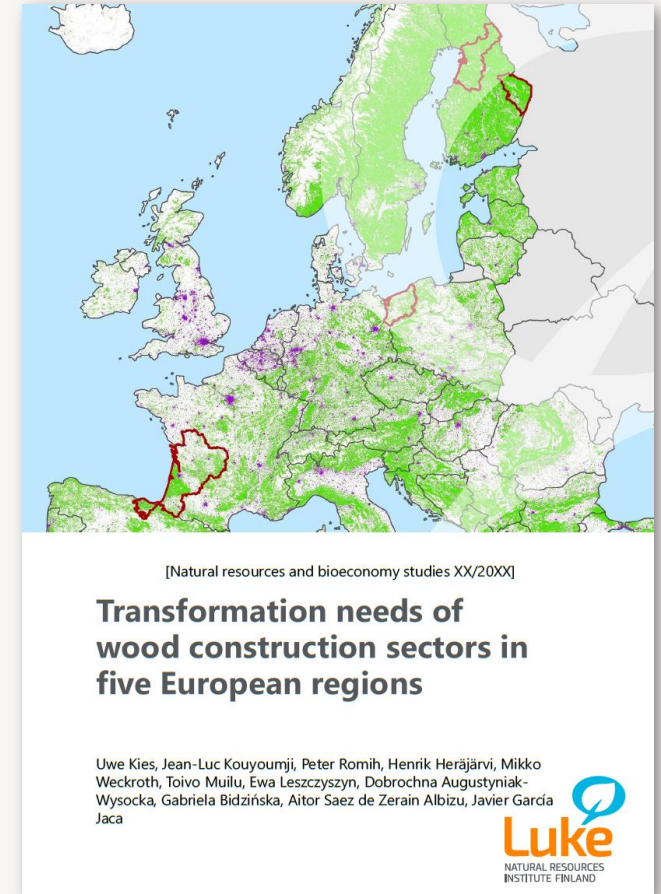 [Natural resources and bioeconomy studies XX/20XX]
Transformation needs of
wood construction sectors in
five European regions
Uwe Kies, Jean-Luc Kouyoumji, Peter Romih, Henrik Heräjärvi, Mikko
Weckroth, Toivo Muilu, Ewa Leszczyszyn, Dobrochna Augustyniak-
Wysocka, Gabriela Bidzińska, Aitor Saez de Zerain Albizu, Javier García
Jaca
Luke
NATURAL RESOURCES
INSTITUTE FINLAND